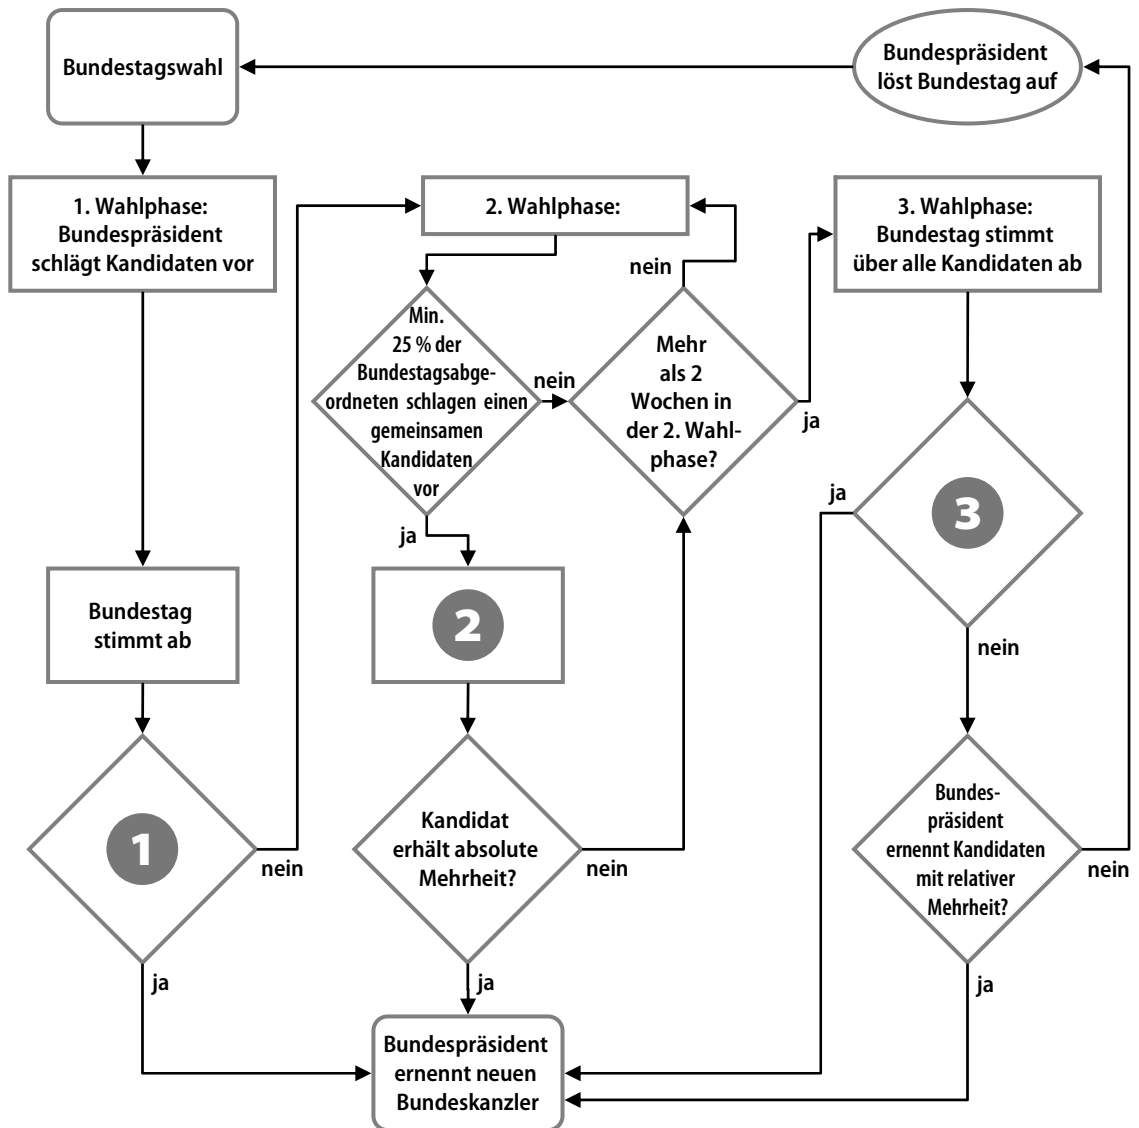 Bundestagswahl
Bundespräsident
löst Bundestag auf
1. Wahlphase:
Bundespräsident
schlägt Kandidaten vor
2. Wahlphase:
3. Wahlphase:
Bundestag stimmt
über alle Kandidaten ab
nein
Min.
25 % der
Bundestagsabge-
ordneten schlagen einen
gemeinsamen
Kandidaten
vor
nein
Mehr
als 2
Wochen in
der 2. Wahl-
phase?
ja
ja
3
ja
nein
Bundestag
stimmt ab
2
1
nein
Kandidat
erhält absolute
Mehrheit?
nein
Bundes-
präsident
ernennt Kandidaten
mit relativer
Mehrheit?
nein
ja
ja
ja
Bundespräsident
ernennt neuen
Bundeskanzler